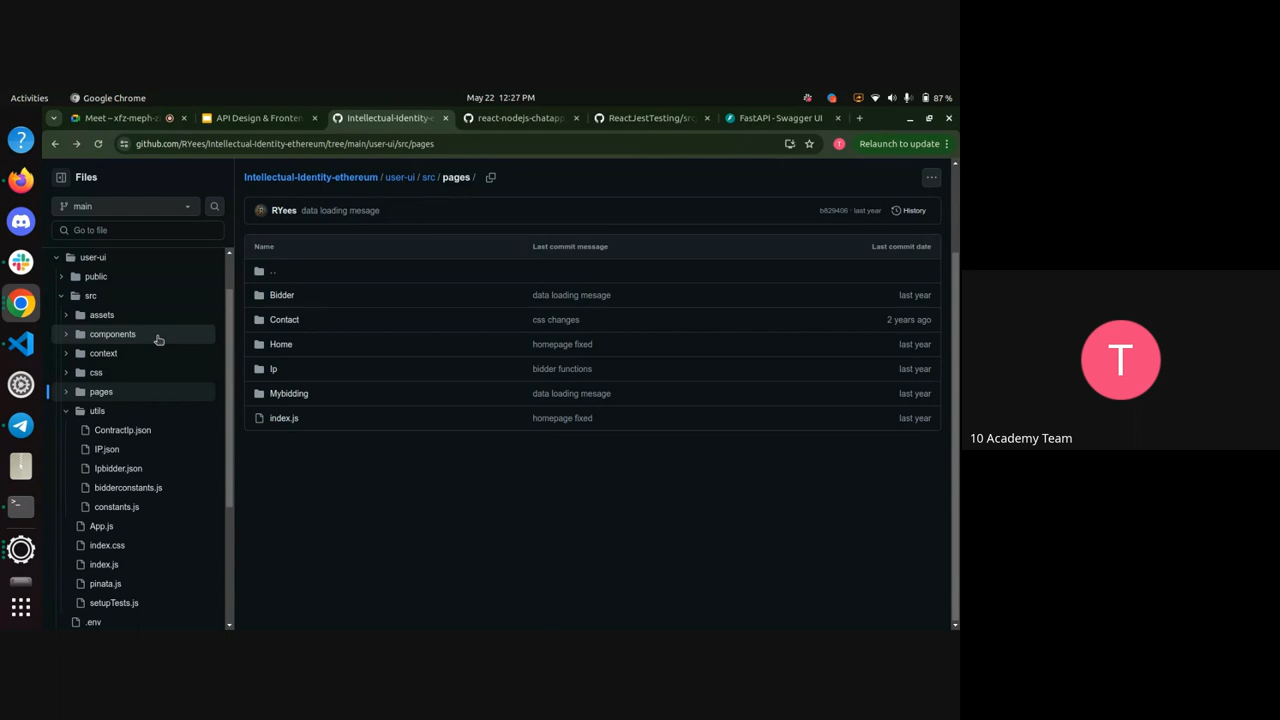 Activities
Google Chrome
May 22 12:27 PM
87 %
Meet – xfz-meph-z
API Design & Fronten
Intellectual-Identity-e
react-nodejs-chatapp
ReactJestTesting/src
FastAPI - Swagger UI
github.com/RYees/Intellectual-Identity-ethereum/tree/main/user-ui/src/pages
T
Relaunch to update
Files
main
Go to file
user-ui
public
src
assets
components
context
css
pages
utils
ContractIp.json
IP.json
Ipbidder.json
bidderconstants.js
constants.js
App.js
index.css
index.js
pinata.js
setupTests.js
.env
Intellectual-Identity-ethereum / user-ui / src / pages /
RYees data loading mesage
b829406 · last year
History
Name Last commit message Last commit date
..
Bidder data loading mesage last year
Contact css changes 2 years ago
Home homepage fixed last year
Ip bidder functions last year
Mybidding data loading mesage last year
index.js homepage fixed last year
T
10 Academy Team